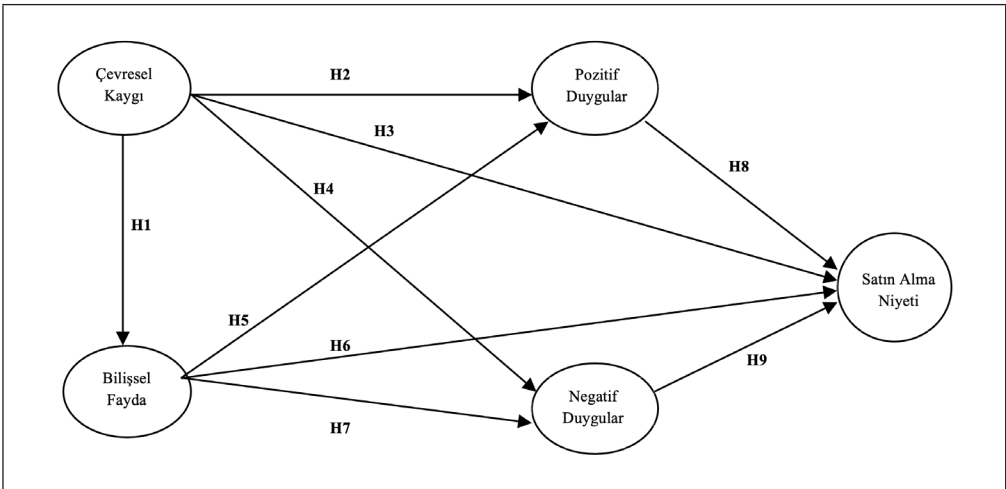 Çevresel
Kaygı
H2
Pozitif
Duygular
H3
H8
H4
H1
Satın Alma
Niyeti
H5
H6
Bilişsel
Fayda
H9
Negatif
Duygular
H7